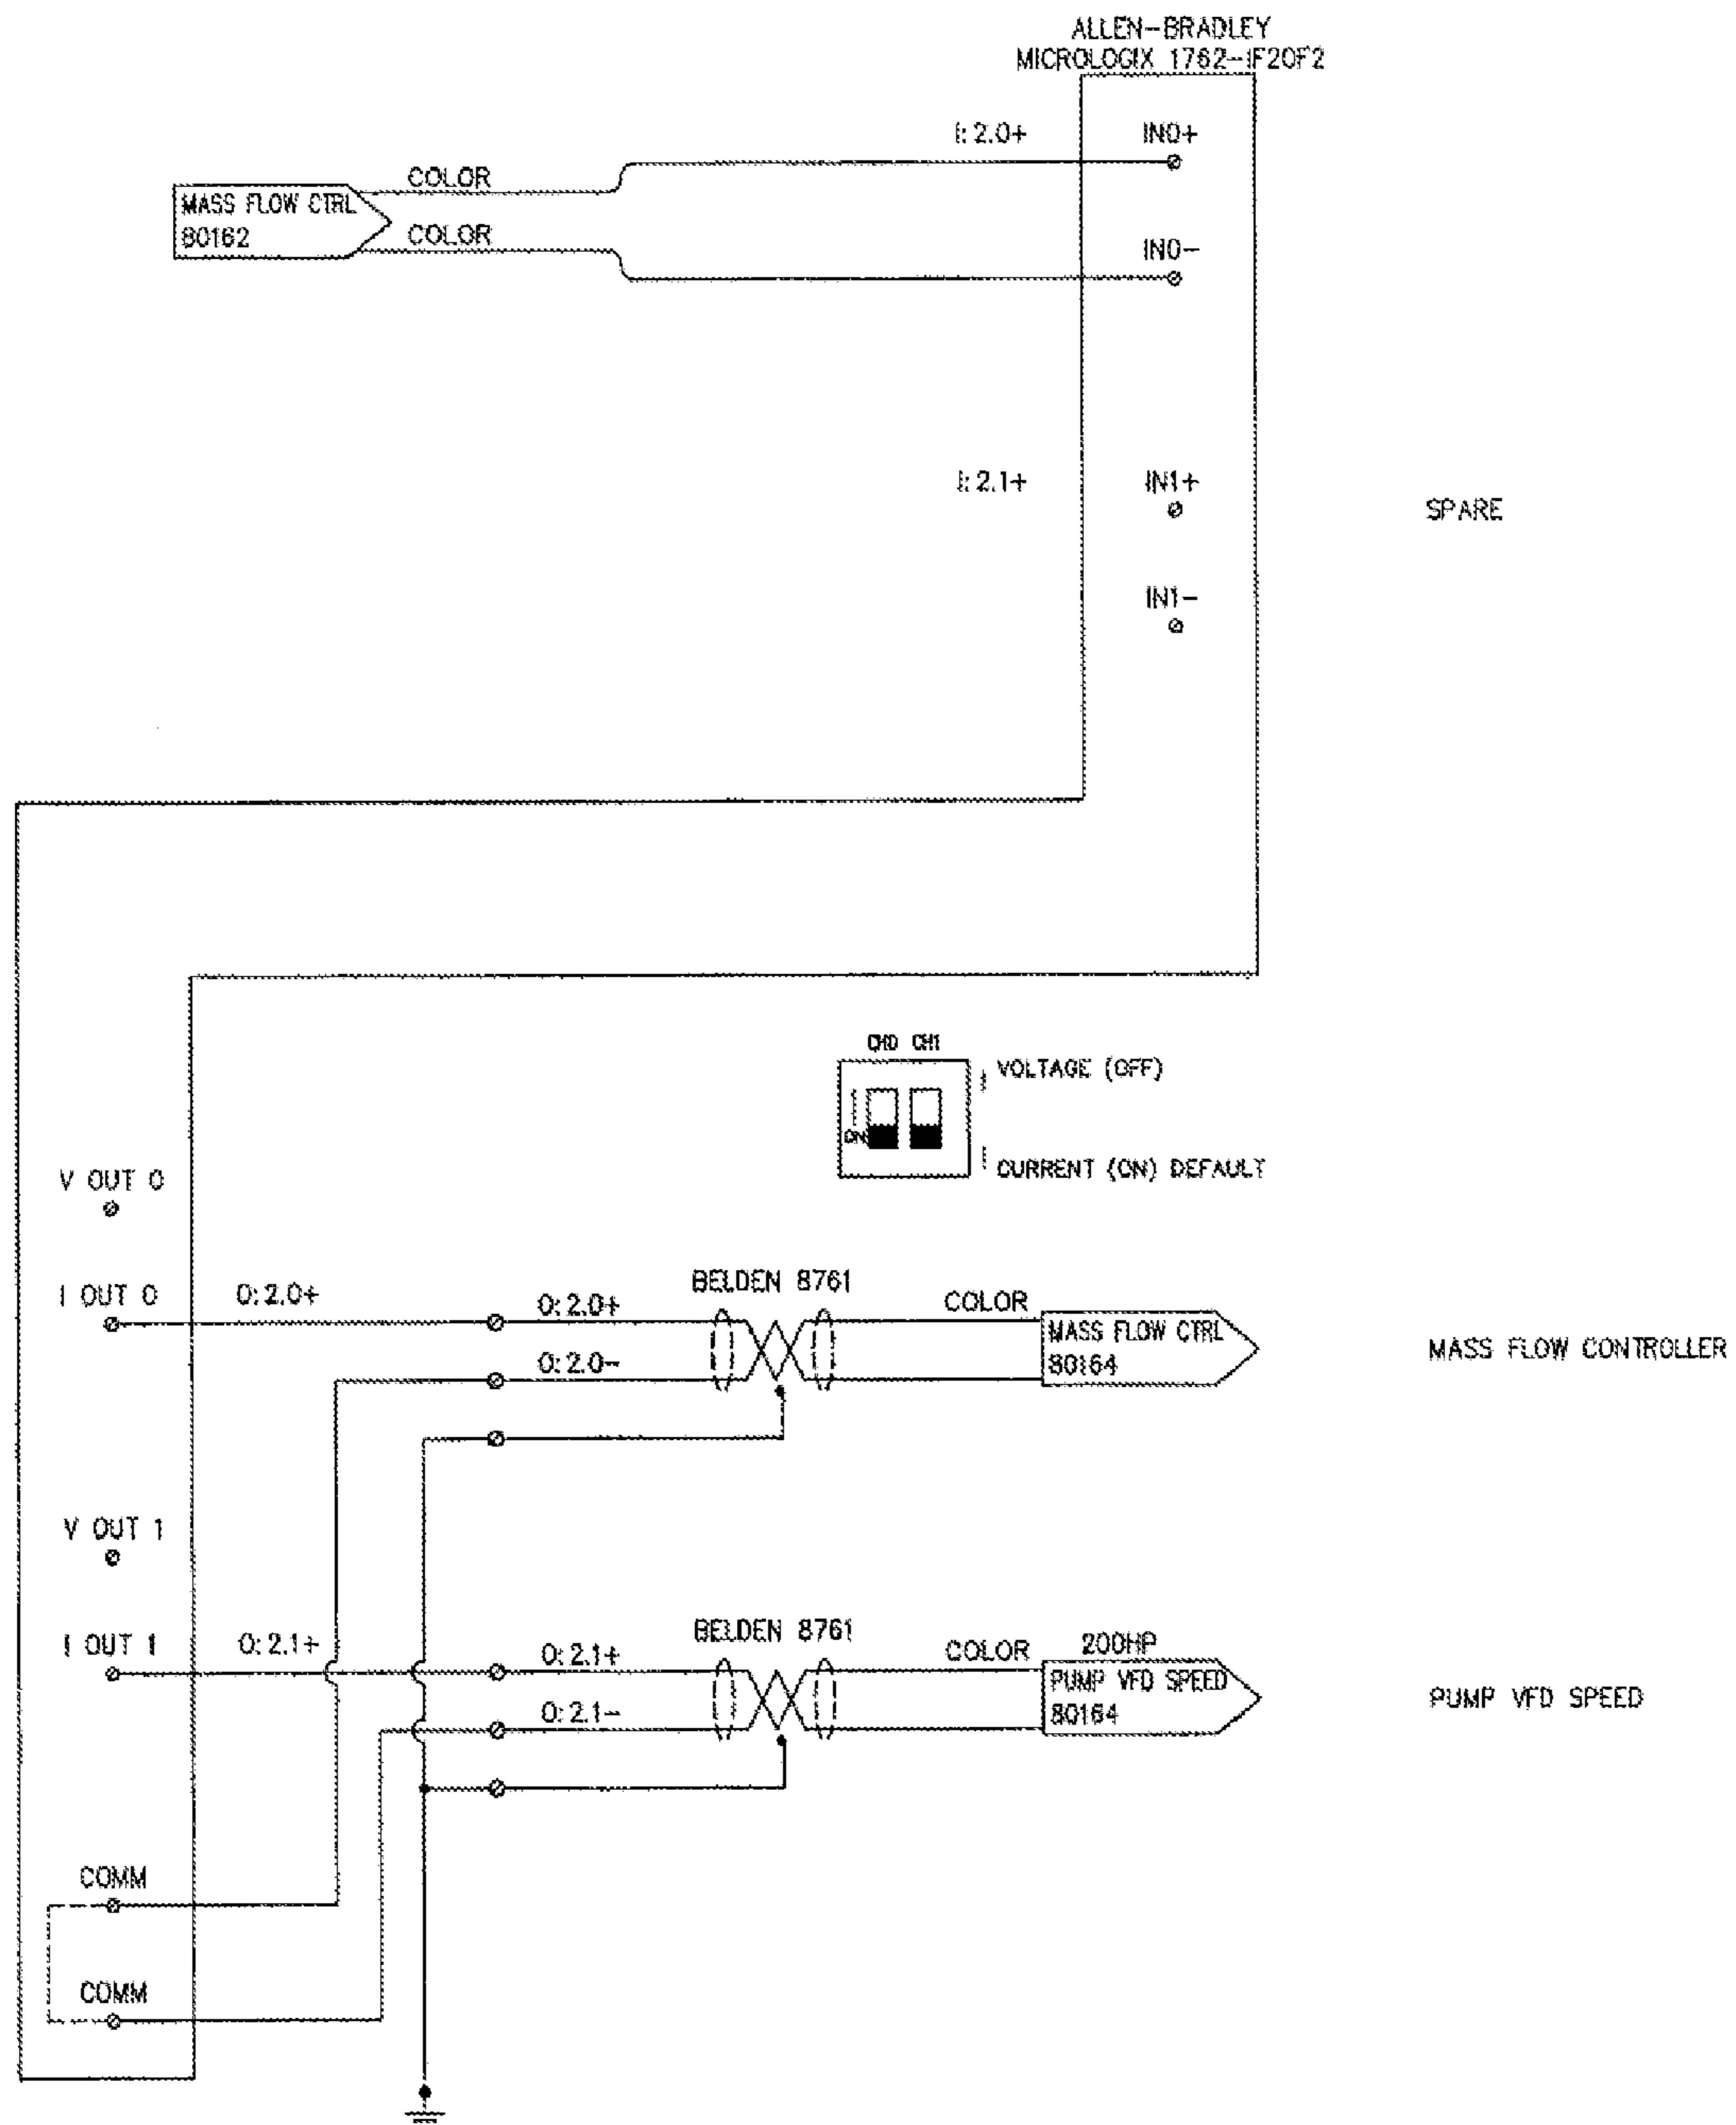 ALLEN-BRADLEY
MICROLOGIX 1762-IF2OF2
I:2.0+
IN0+
COLOR
MASS FLOW CTRL
80162
COLOR
IN0-
I:2.1+
IN1+
SPARE
IN1-
CH0 CH1
VOLTAGE (OFF)
ON
CURRENT (ON) DEFAULT
V OUT 0
I OUT 0
O:2.0+
O:2.0+
BELDEN 8761
COLOR
MASS FLOW CTRL
80164
MASS FLOW CONTROLLER
O:2.0-
V OUT 1
I OUT 1
O:2.1+
O:2.1+
BELDEN 8761
COLOR
200HP
PUMP VFD SPEED
80164
PUMP VFD SPEED
O:2.1-
COMM
COMM